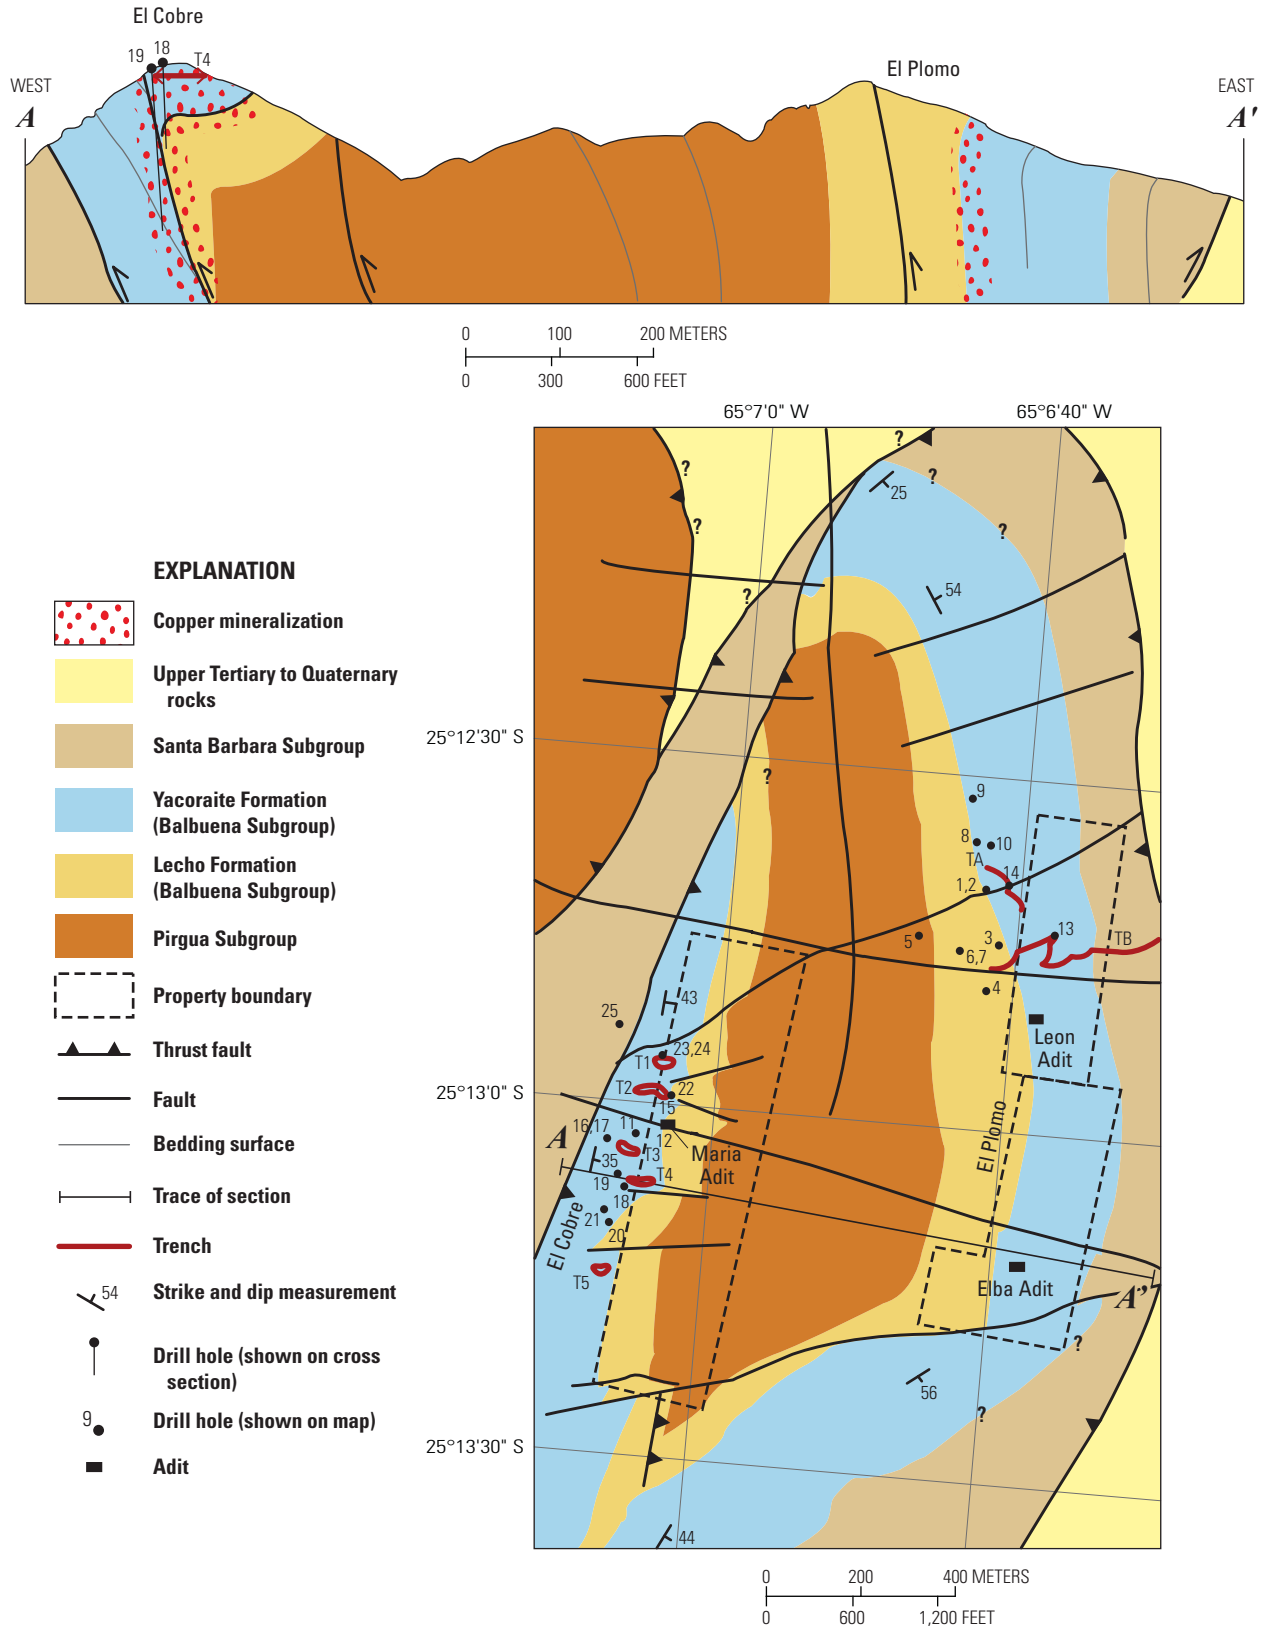 El Cobre
19
18
T4
El Plomo
WEST
EAST
A
A'
0 100 200 METERS
0 300 600 FEET
65°7'0" W
65°6'40" W
?
?
25
?
?
?
54
?
EXPLANATION
Copper mineralization
Upper Tertiary to Quaternary
rocks
Santa Barbara Subgroup
25°12'30" S
?
Yacoraite Formation
(Balbuena Subgroup)
9
8
10
TA
14
1,2
Lecho Formation
(Balbuena Subgroup)
Pirgua Subgroup
13
TB
5
3
6,7
4
Property boundary
43
25
Leon
Adit
Thrust fault
23,24
T1
T2
22
25°13'0" S
15
Fault
16,17
11
12
Bedding surface
A
El Plomo
Maria
Adit
T3
35
T4
19
Trace of section
18
21
20
El Cobre
Trench
T5
Elba Adit
A’
Strike and dip measurement
54
?
Drill hole (shown on cross
section)
56
?
9
Drill hole (shown on map)
25°13'30" S
Adit
44
0 200 400 METERS
0 600 1,200 FEET